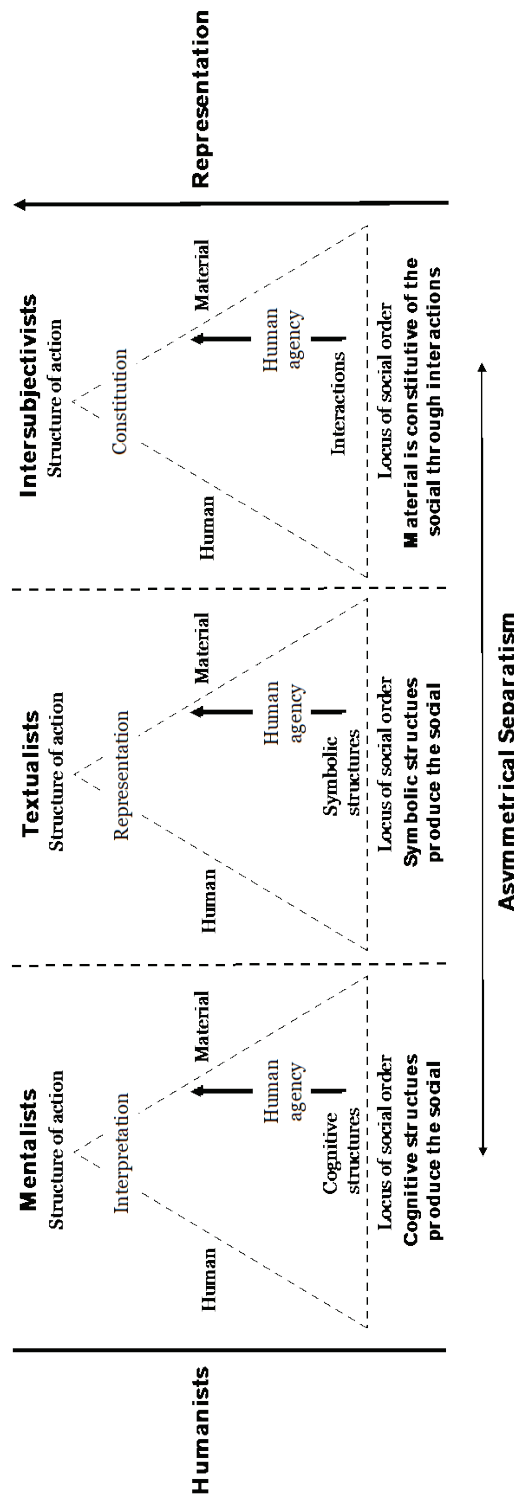 Humanists
Mentalists
Structure of action
Interpretation
Human
Material
Human
agency
Cognitive
structures
Locus of social order
Cognitive structues
produce the social
Textualists
Structure of action
Representation
Human
Material
Human
agency
Symbolic
structures
Locus of social order
Symbolic structues
produce the social
Intersubjectivists
Structure of action
Constitution
Human
Material
Human
agency
Interactions
Locus of social order
Material is constitutive of the
social through interactions
Representation
Asymmetrical Separatism